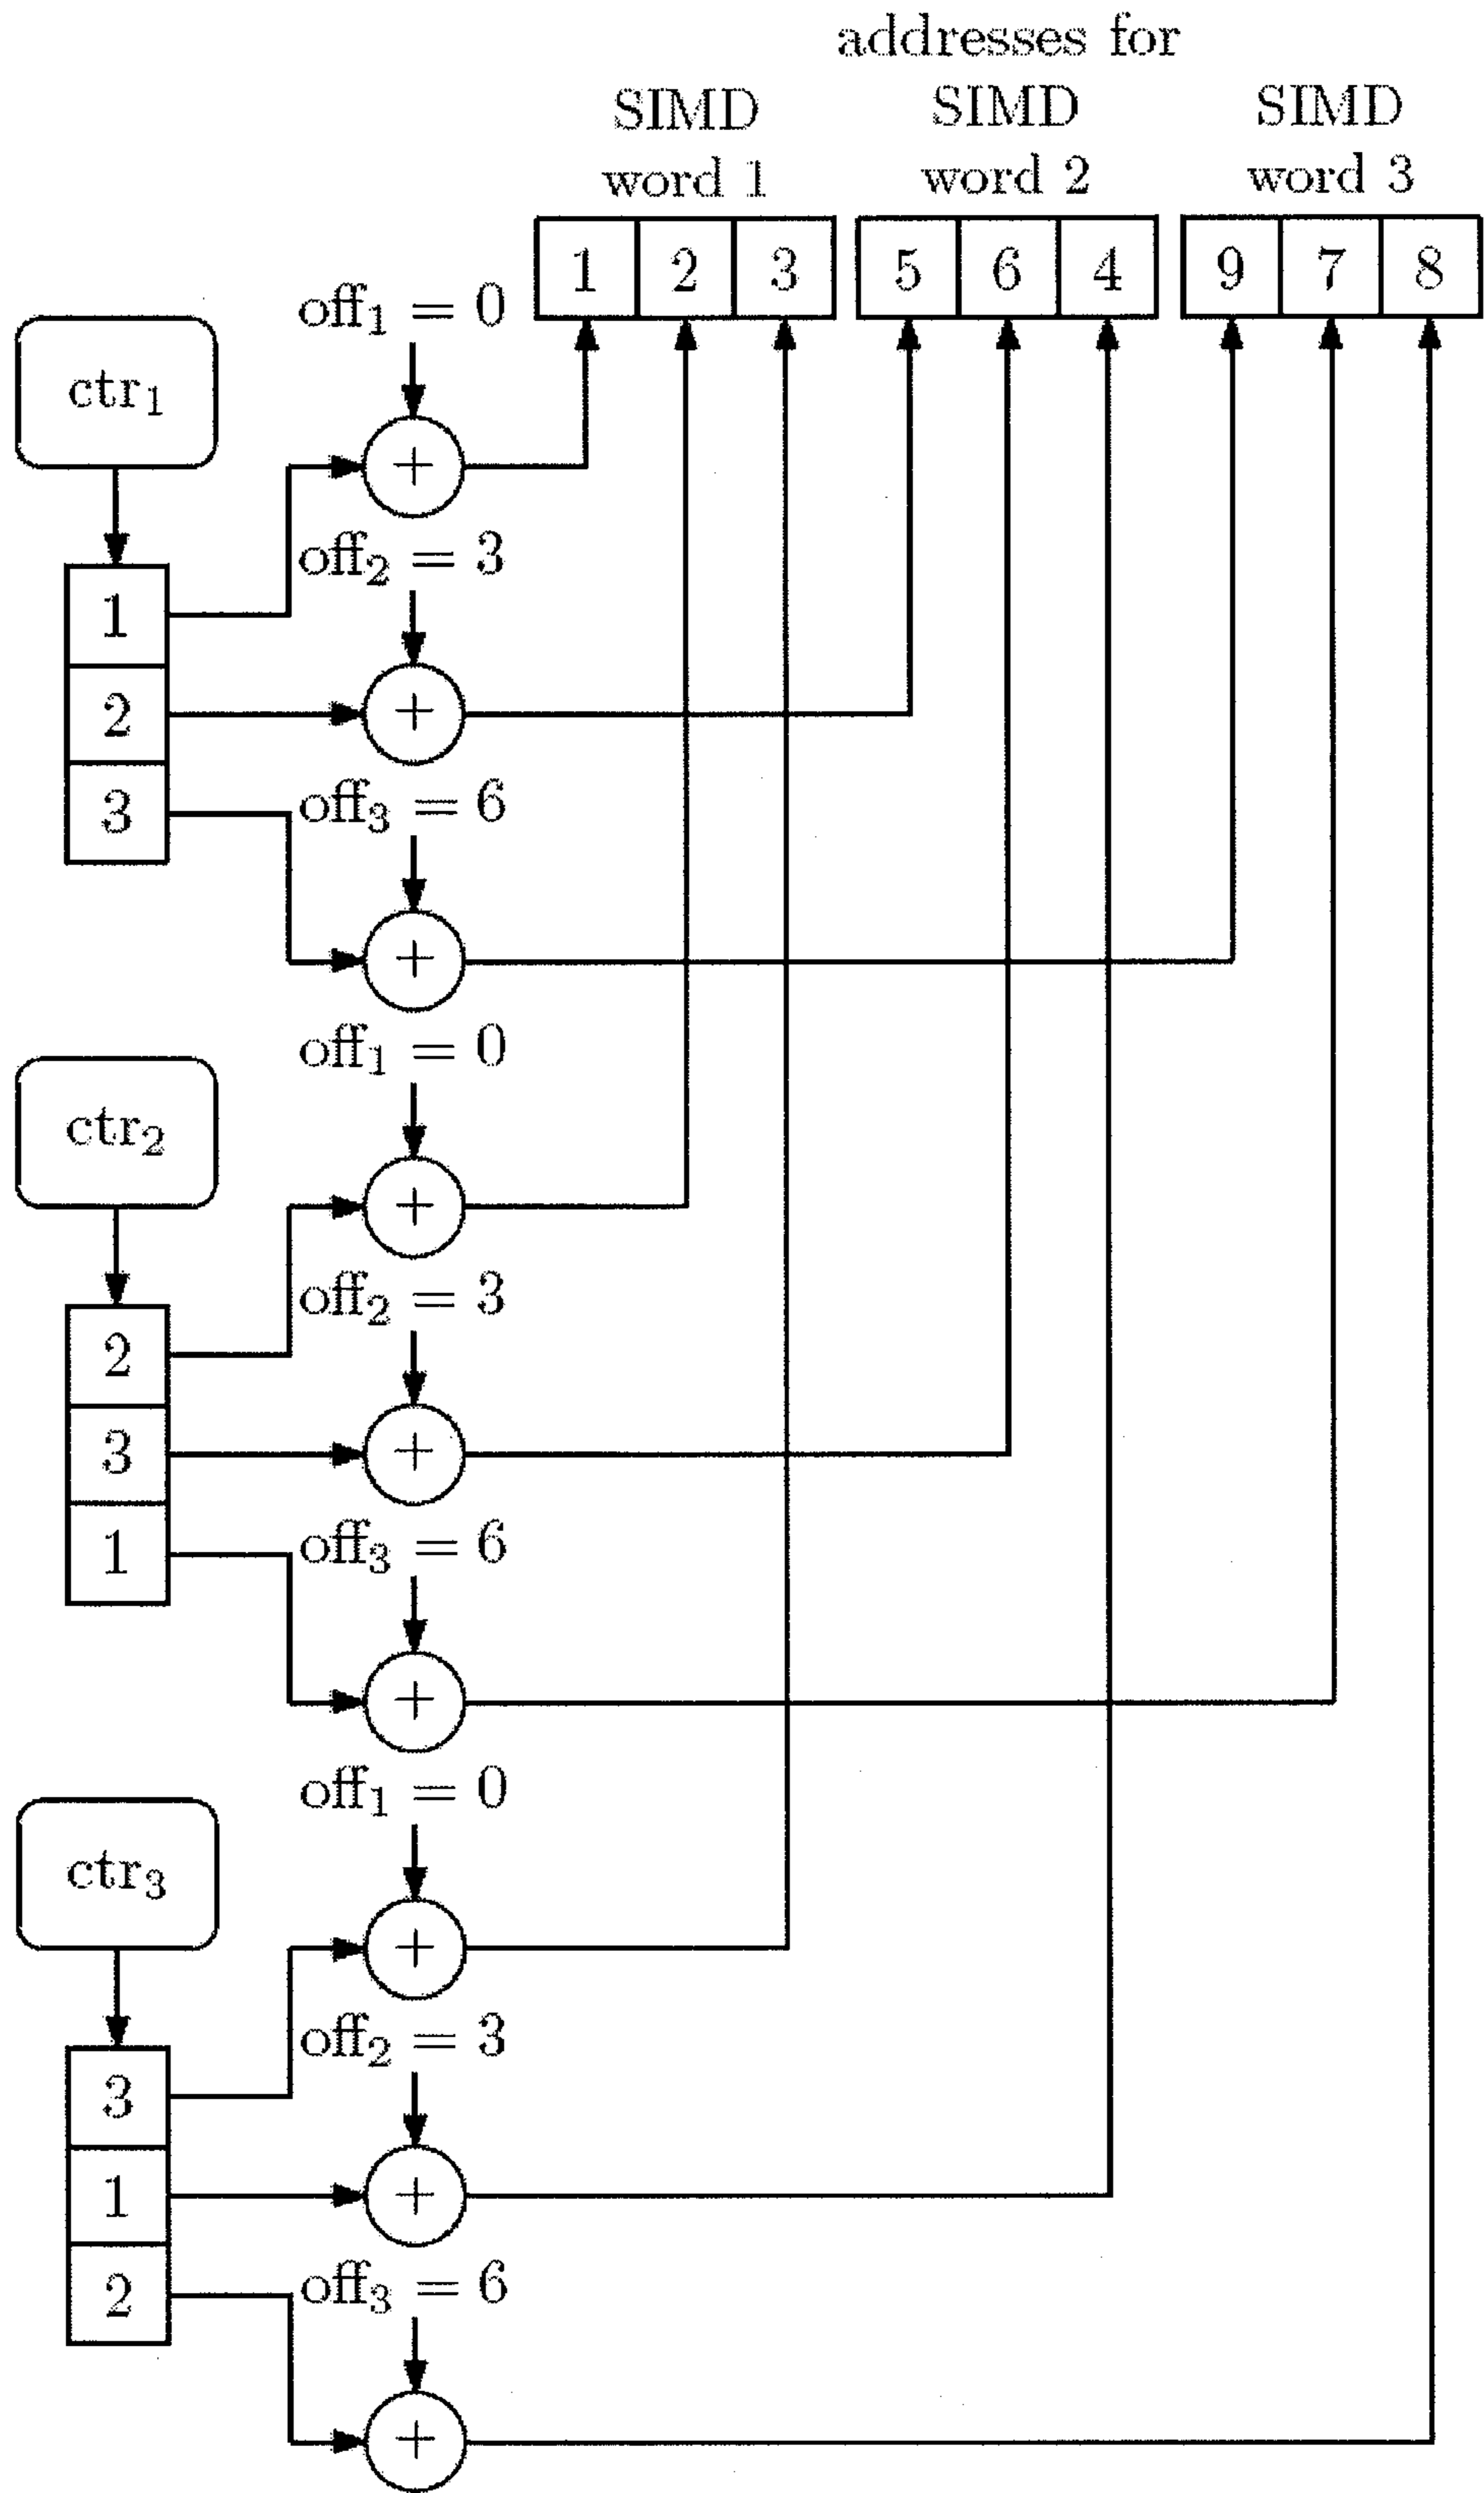 addresses for
SIMD SIMD SIMD
word 1 word 2 word 3
1 2 3 5 6 4 9 7 8
off₁ = 0
ctr₁
+
off₂ = 3
1
2 +
3
off₃ = 6
+
off₁ = 0
ctr₂
+
off₂ = 3
2
3 +
1
off₃ = 6
+
off₁ = 0
ctr₃
+
off₂ = 3
3
1 +
2
off₃ = 6
+